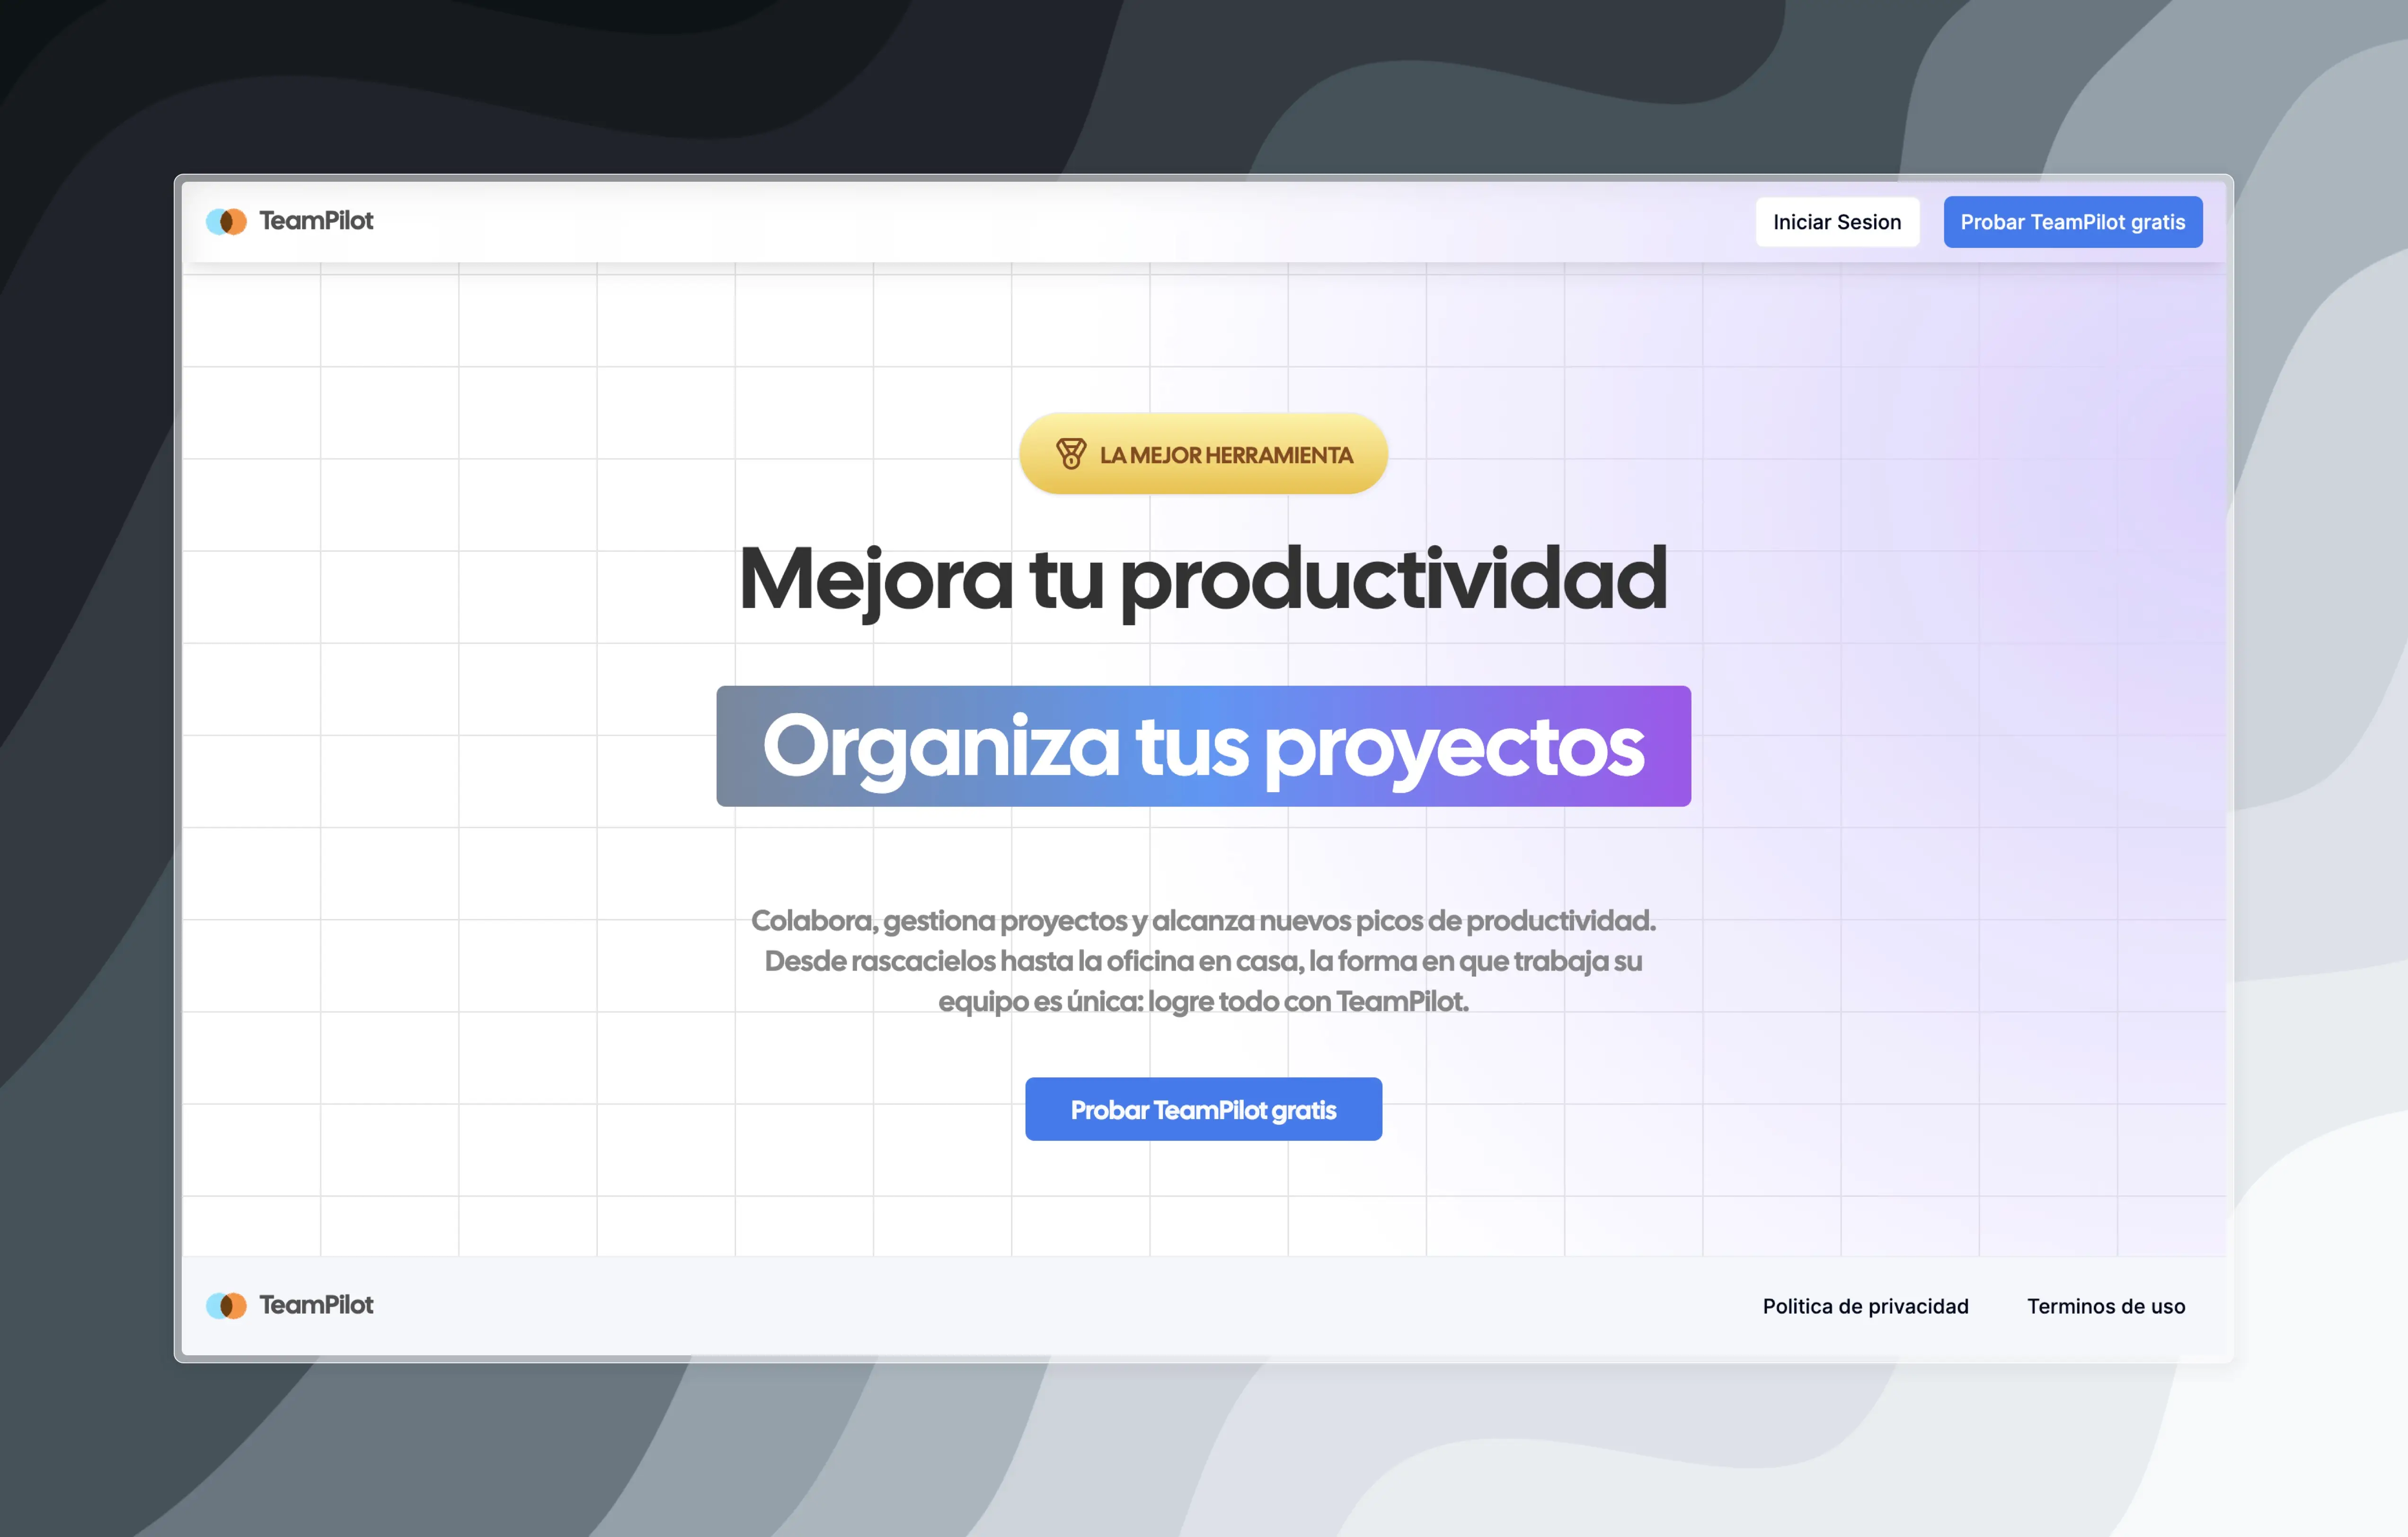 TeamPilot
Iniciar Sesion
Probar TeamPilot gratis
LA MEJOR HERRAMIENTA
Mejora tu productividad
Organiza tus proyectos
Colabora, gestiona proyectos y alcanza nuevos picos de productividad.
Desde rascacielos hasta la oficina en casa, la forma en que trabaja su
equipo es única: logre todo con TeamPilot.
Probar TeamPilot gratis
TeamPilot
Politica de privacidad
Terminos de uso